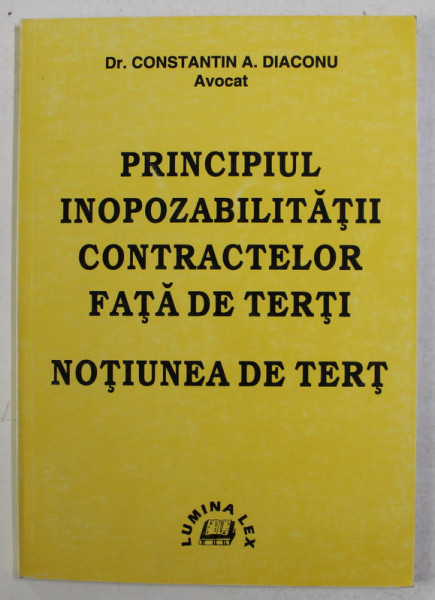 Dr. CONSTANTIN A. DIACONU
Avocat
PRINCIPIUL
INOPOZABILITĂŢII
CONTRACTELOR
FAŢĂ DE TERŢI
NOŢIUNEA DE TERŢ
LUMINA LEX